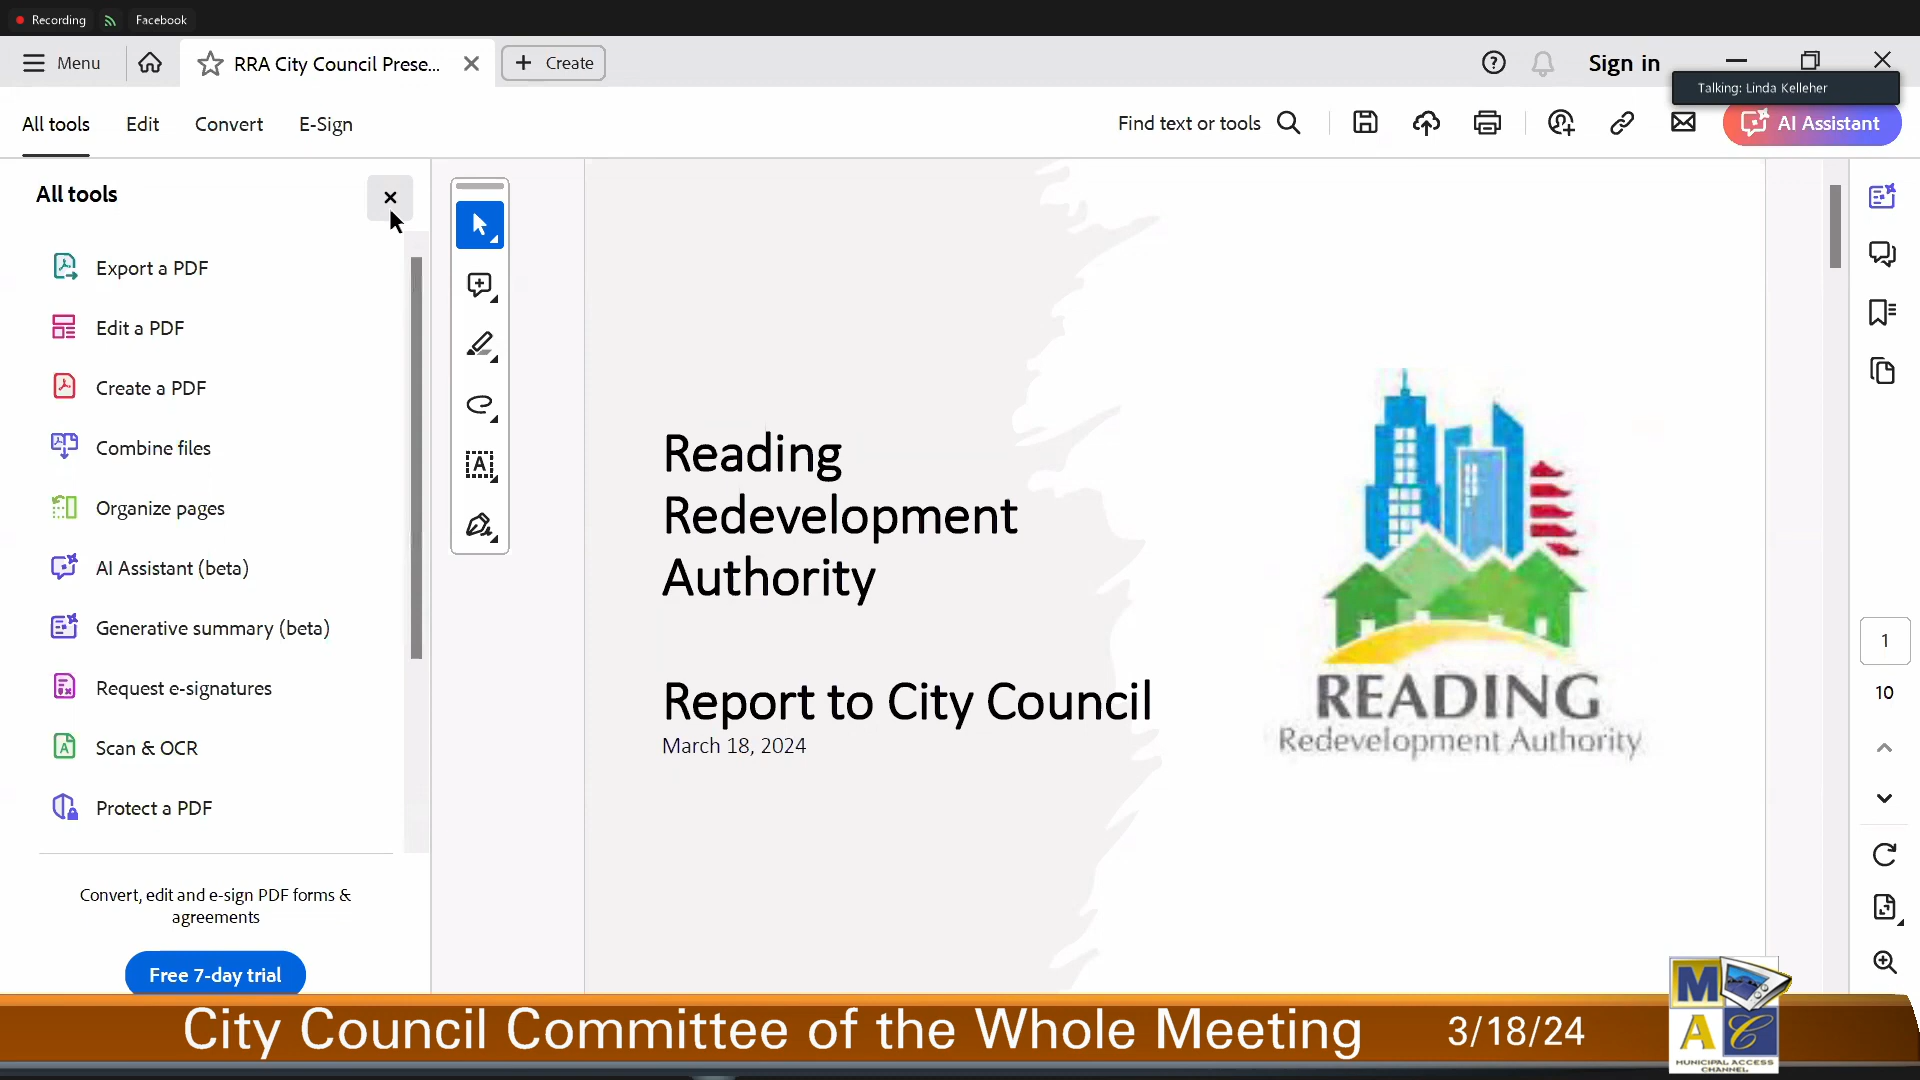 Recording
Facebook
Menu
RRA City Council Prese...
Create
Sign in
Talking: Linda Kelleher
All tools
Edit
Convert
E-Sign
Find text or tools
AI Assistant
All tools
Export a PDF
Edit a PDF
Create a PDF
Combine files
Organize pages
AI Assistant (beta)
Generative summary (beta)
Request e-signatures
Scan & OCR
Protect a PDF
Convert, edit and e-sign PDF forms &
agreements
Free 7-day trial
Reading
Redevelopment
Authority
Report to City Council
March 18, 2024
READING
Redevelopment Authority
1
10
City Council Committee of the Whole Meeting
3/18/24
M
A C
MUNICIPAL ACCESS
CHANNEL